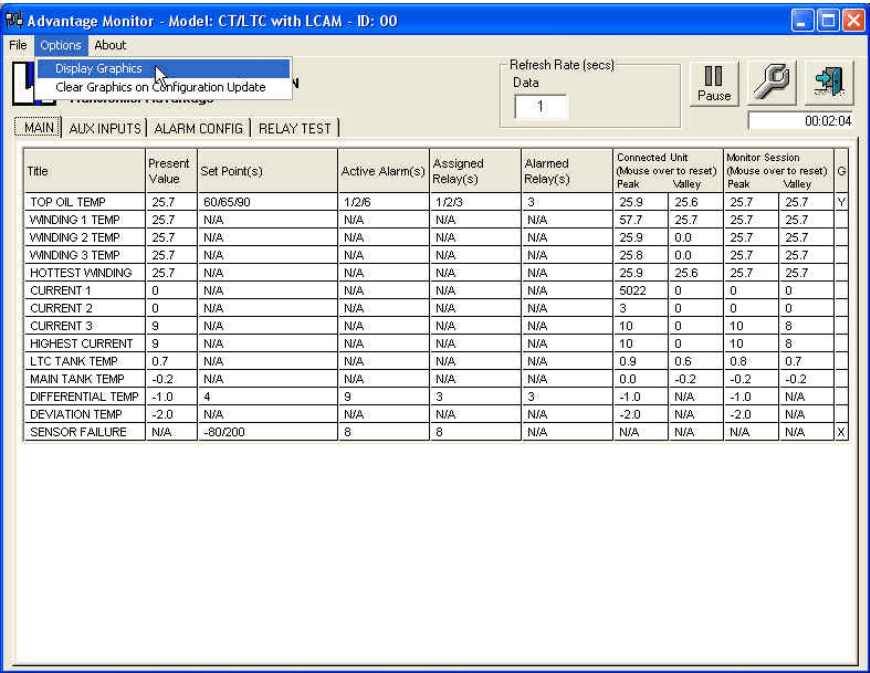 Advantage Monitor - Model: CT/LTC with LCAM - ID: 00
File Options About
Display Graphics
Clear Graphics on Configuration Update
Refresh Rate (secs)
Data
1
Pause
00:02:04
MAIN AUX INPUTS ALARM CONFIG RELAY TEST
Title Present Value Set Point(s) Active Alarm(s) Assigned Relay(s) Alarmed Relay(s) Connected Unit (Mouse over to reset) Peak Valley Monitor Session (Mouse over to reset) Peak Valley G
TOP OIL TEMP 25.7 60/65/90 1/2/6 1/2/3 3 25.9 25.6 25.7 25.7 Y
WINDING 1 TEMP 25.7 N/A N/A N/A N/A 57.7 25.7 25.7 25.7
WINDING 2 TEMP 25.7 N/A N/A N/A N/A 25.9 0.0 25.7 25.7
WINDING 3 TEMP 25.7 N/A N/A N/A N/A 25.8 0.0 25.7 25.7
HOTTEST WINDING 25.7 N/A N/A N/A N/A 25.9 25.6 25.7 25.7
CURRENT 1 0 N/A N/A N/A N/A 5022 0 0 0
CURRENT 2 0 N/A N/A N/A N/A 3 0 0 0
CURRENT 3 9 N/A N/A N/A N/A 10 0 10 8
HIGHEST CURRENT 9 N/A N/A N/A N/A 10 0 10 8
LTC TANK TEMP 0.7 N/A N/A N/A N/A 0.9 0.6 0.8 0.7
MAIN TANK TEMP -0.2 N/A N/A N/A N/A 0.0 -0.2 -0.2 -0.2
DIFFERENTIAL TEMP -1.0 4 9 3 3 -1.0 N/A -1.0 N/A
DEVIATION TEMP -2.0 N/A N/A N/A N/A -2.0 N/A -2.0 N/A
SENSOR FAILURE N/A -80/200 8 8 N/A N/A N/A N/A N/A X